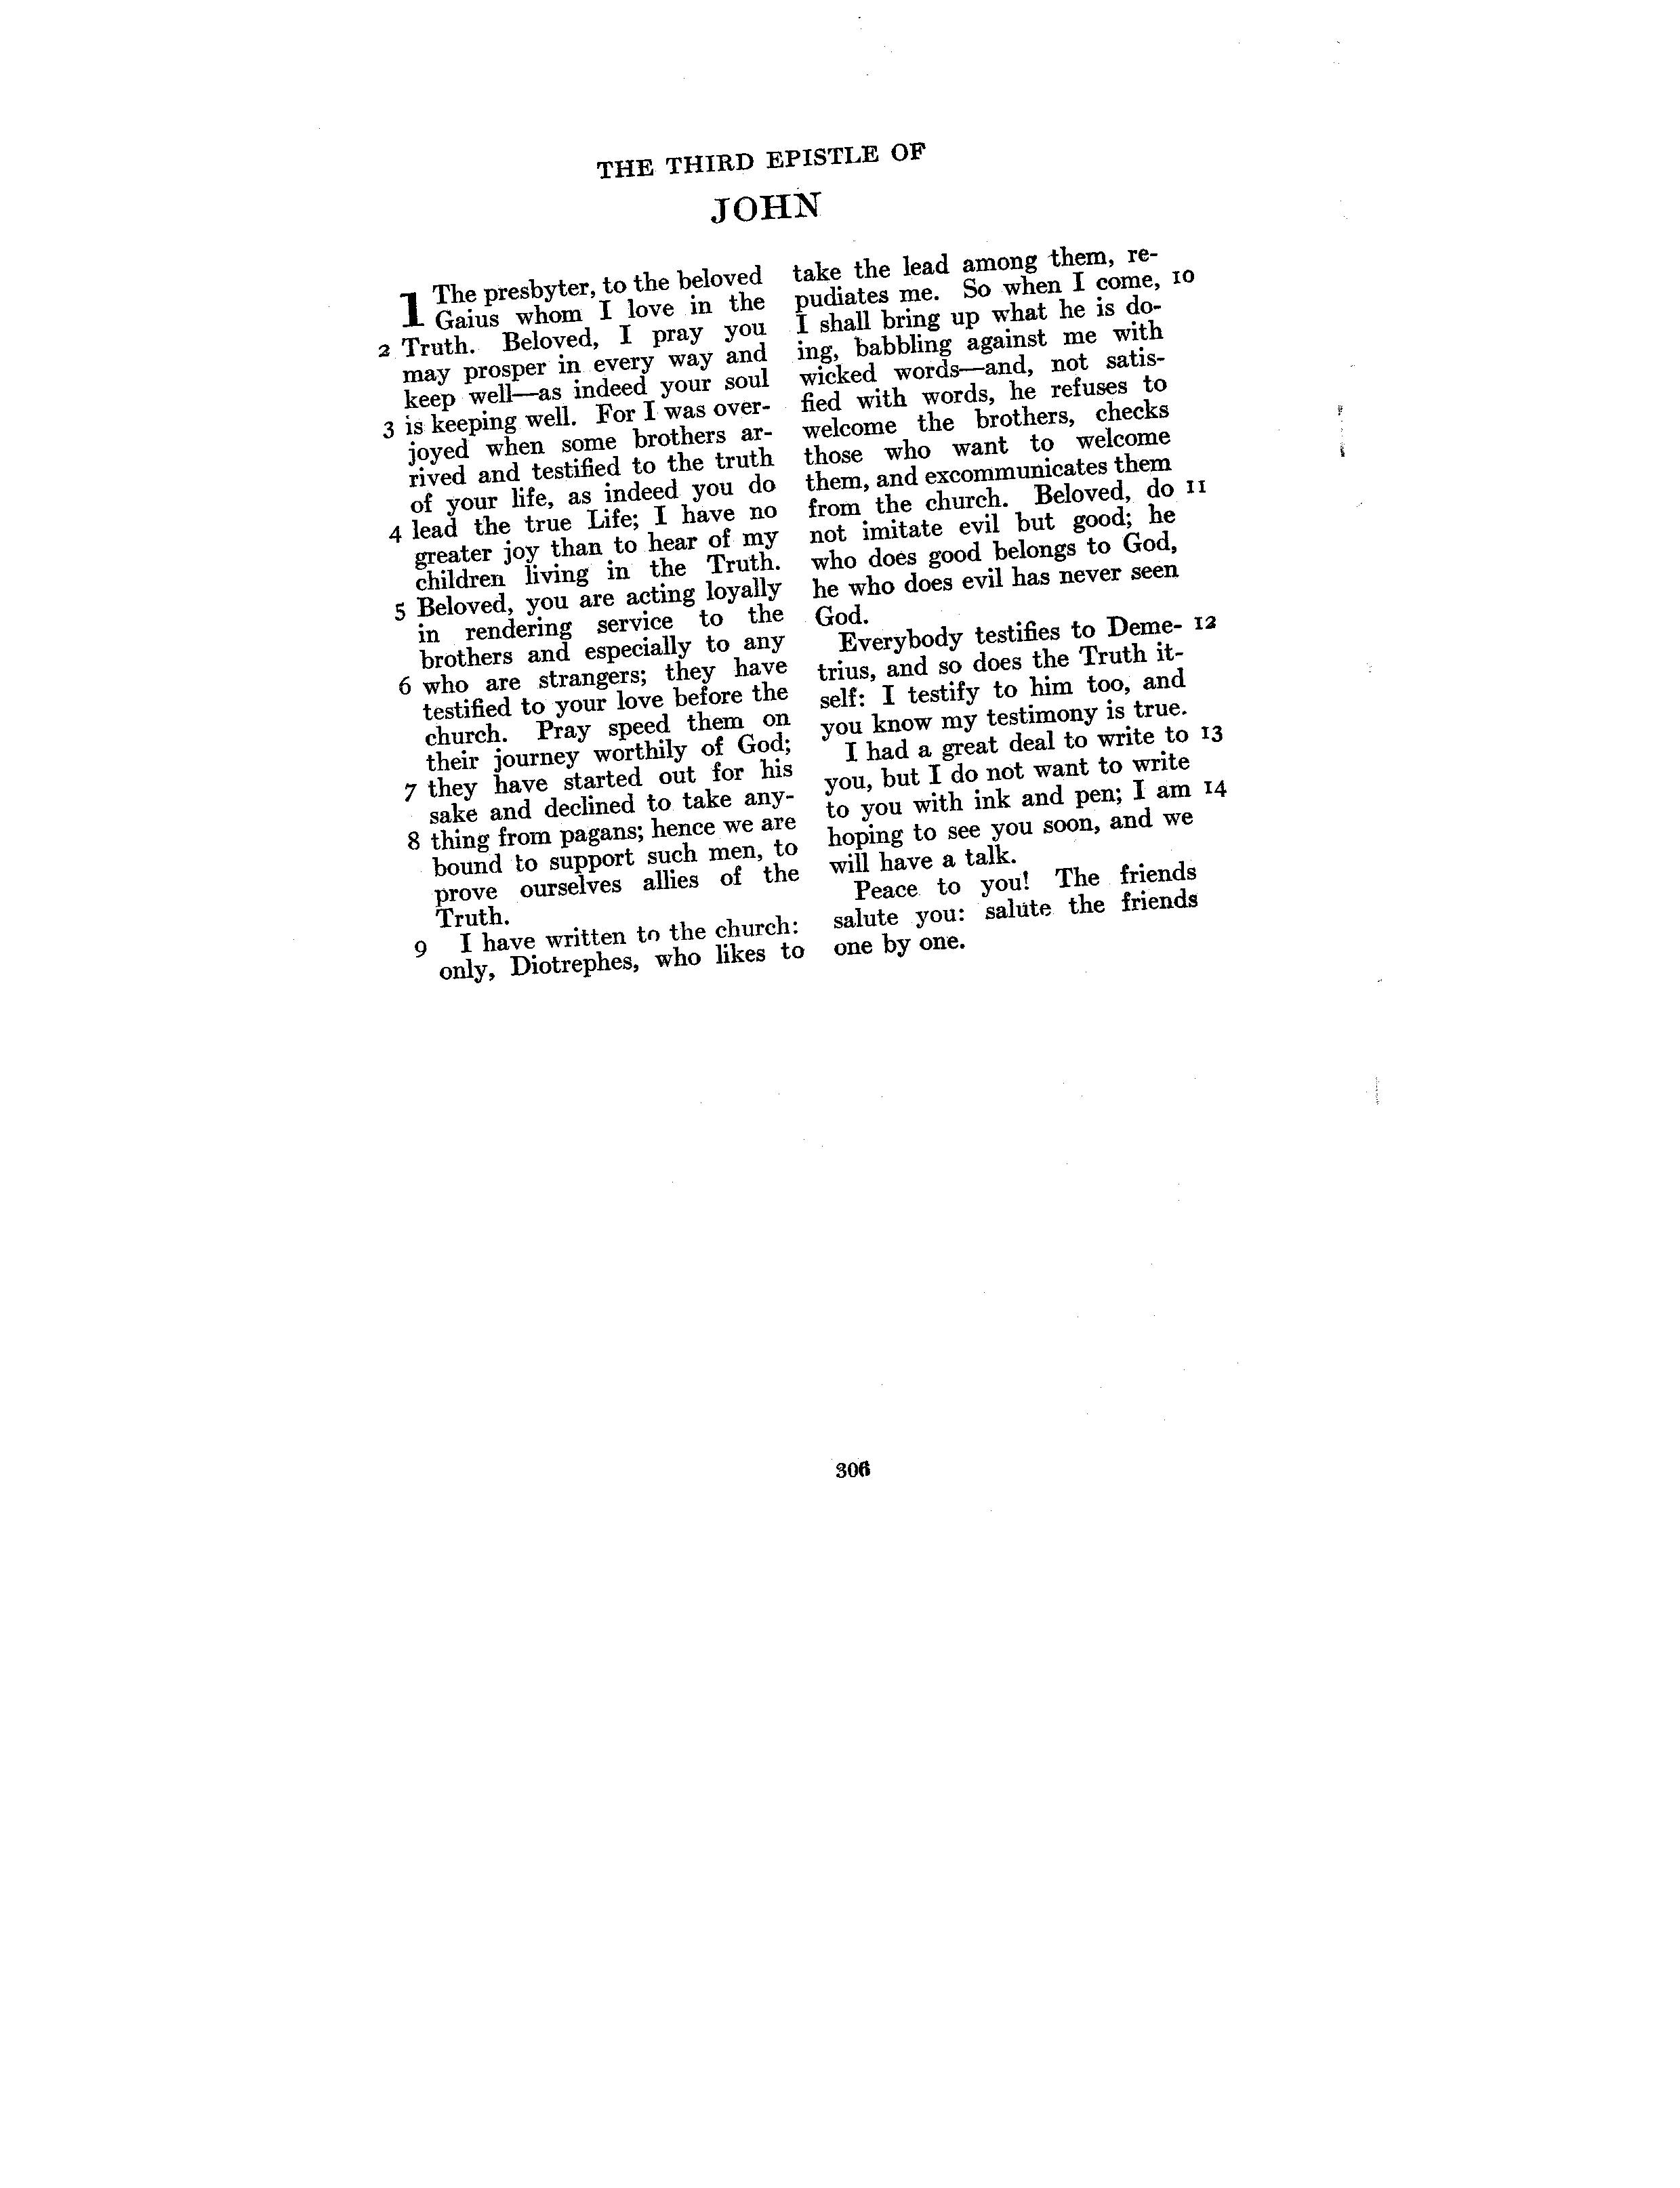 THE THIRD EPISTLE OF
JOHN
1 The presbyter, to the beloved
Gaius whom I love in the
2 Truth. Beloved, I pray you
may prosper in every way and
keep well—as indeed your soul
3 is keeping well. For I was over-
joyed when some brothers ar-
rived and testified to the truth
of your life, as indeed you do
4 lead the true Life; I have no
greater joy than to hear of my
children living in the Truth.
5 Beloved, you are acting loyally
in rendering service to the
brothers and especially to any
6 who are strangers; they have
testified to your love before the
church. Pray speed them on
their journey worthily of God;
7 they have started out for his
sake and declined to take any-
8 thing from pagans; hence we are
bound to support such men, to
prove ourselves allies of the
Truth.
9 I have written to the church:
only, Diotrephes, who likes to
take the lead among them, re-
pudiates me. So when I come, 10
I shall bring up what he is do-
ing, babbling against me with
wicked words—and, not satis-
fied with words, he refuses to
welcome the brothers, checks
those who want to welcome
them, and excommunicates them
from the church. Beloved, do 11
not imitate evil but good; he
who does good belongs to God,
he who does evil has never seen
God.
Everybody testifies to Deme- 12
trius, and so does the Truth it-
self: I testify to him too, and
you know my testimony is true.
I had a great deal to write to 13
you, but I do not want to write
to you with ink and pen; I am 14
hoping to see you soon, and we
will have a talk.
Peace to you! The friends
salute you: salute the friends
one by one.
306